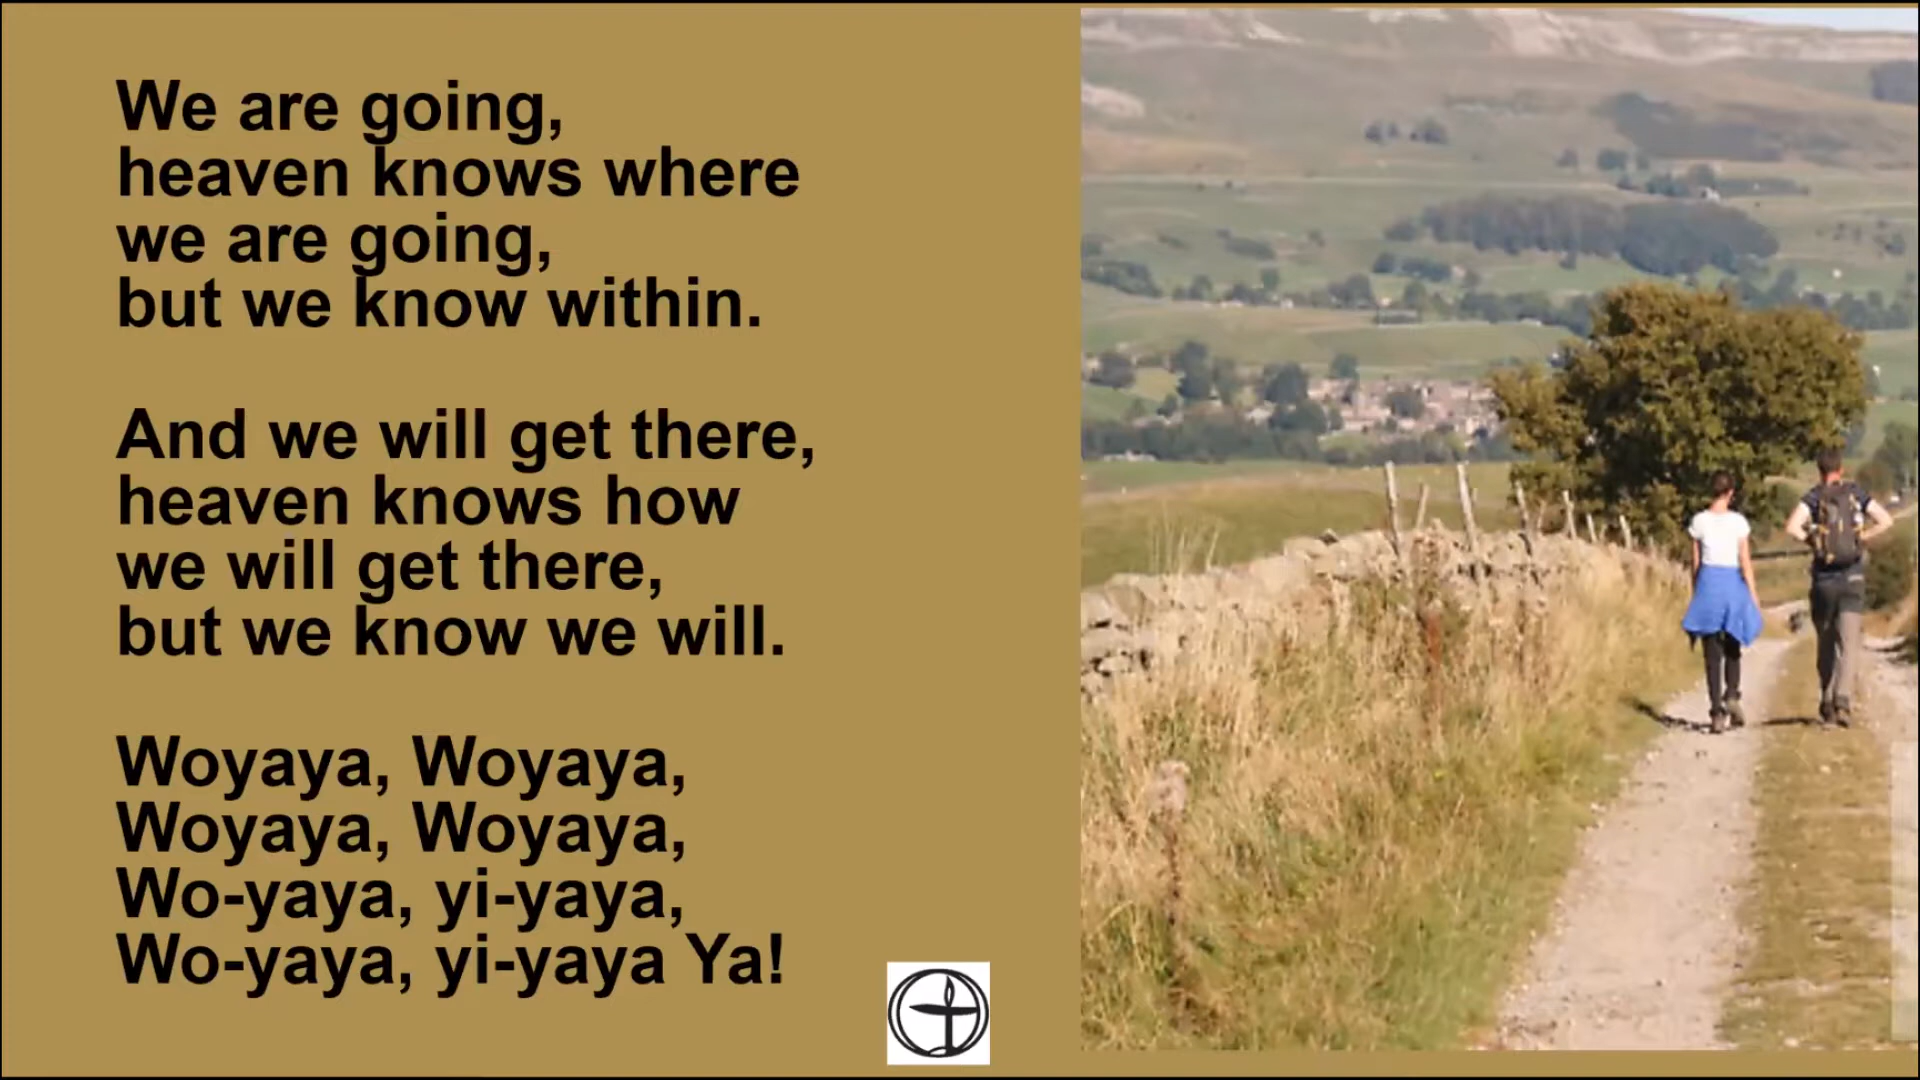 We are going,
heaven knows where
we are going,
but we know within.
And we will get there,
heaven knows how
we will get there,
but we know we will.
Woyaya, Woyaya,
Woyaya, Woyaya,
Wo-yaya, yi-yaya,
Wo-yaya, yi-yaya Ya!